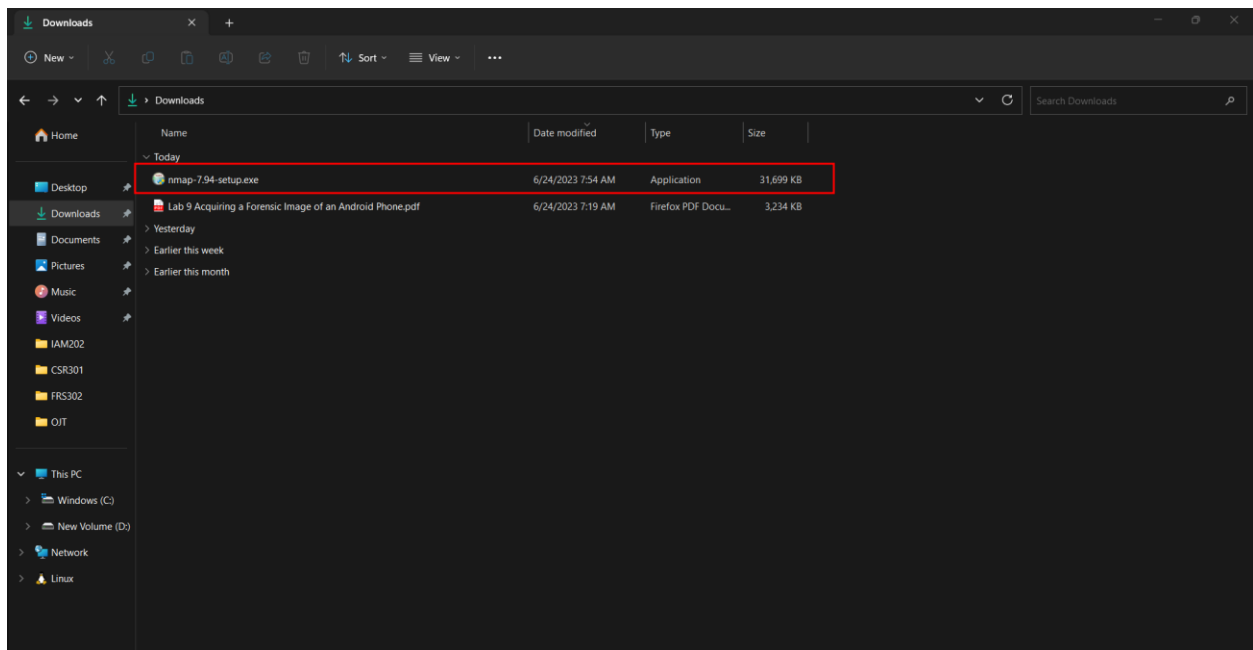 Downloads
New
Sort
View
Downloads
Search Downloads
Home
Desktop
Downloads
Documents
Pictures
Music
Videos
IAM202
CSR301
FRS302
OJT
This PC
Windows (C:)
New Volume (D:)
Network
Linux
Name Date modified Type Size
Today
nmap-7.94-setup.exe 6/24/2023 7:54 AM Application 31,699 KB
Lab 9 Acquiring a Forensic Image of an Android Phone.pdf 6/24/2023 7:19 AM Firefox PDF Docu... 3,234 KB
Yesterday
Earlier this week
Earlier this month